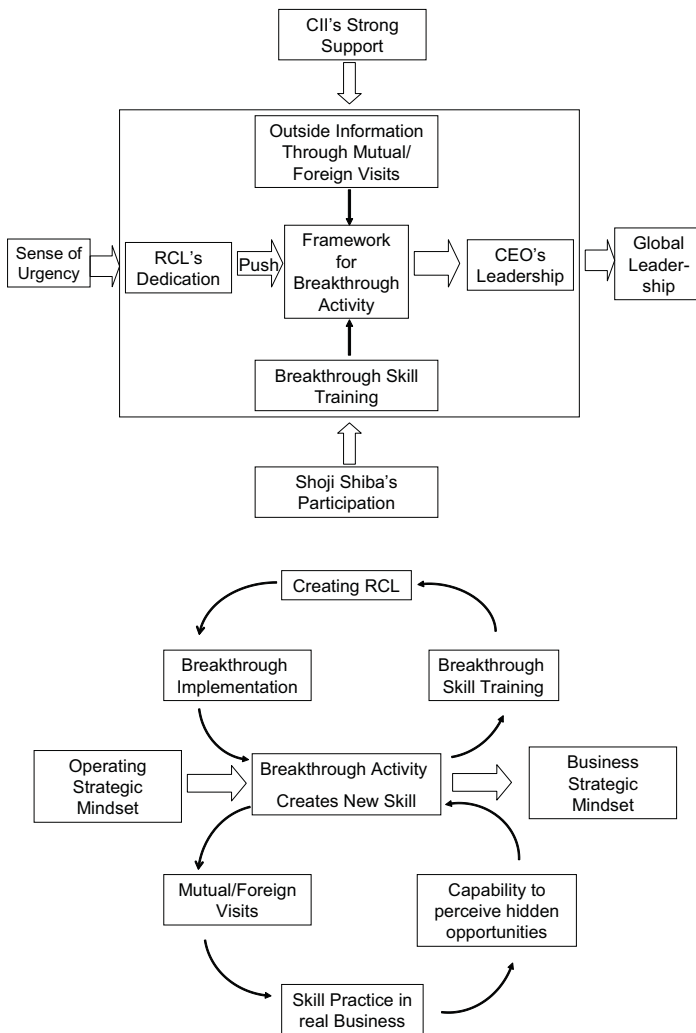 CII's Strong
Support
Outside Information
Through Mutual/
Foreign Visits
Sense of
Urgency
RCL's
Dedication
Push
Framework
for
Breakthrough
Activity
CEO's
Leadership
Global
Leader-
ship
Breakthrough Skill
Training
Shoji Shiba's
Participation
Creating RCL
Breakthrough
Implementation
Breakthrough
Skill Training
Operating
Strategic
Mindset
Breakthrough Activity
Creates New Skill
Business
Strategic
Mindset
Mutual/Foreign
Visits
Capability to
perceive hidden
opportunities
Skill Practice in
real Business